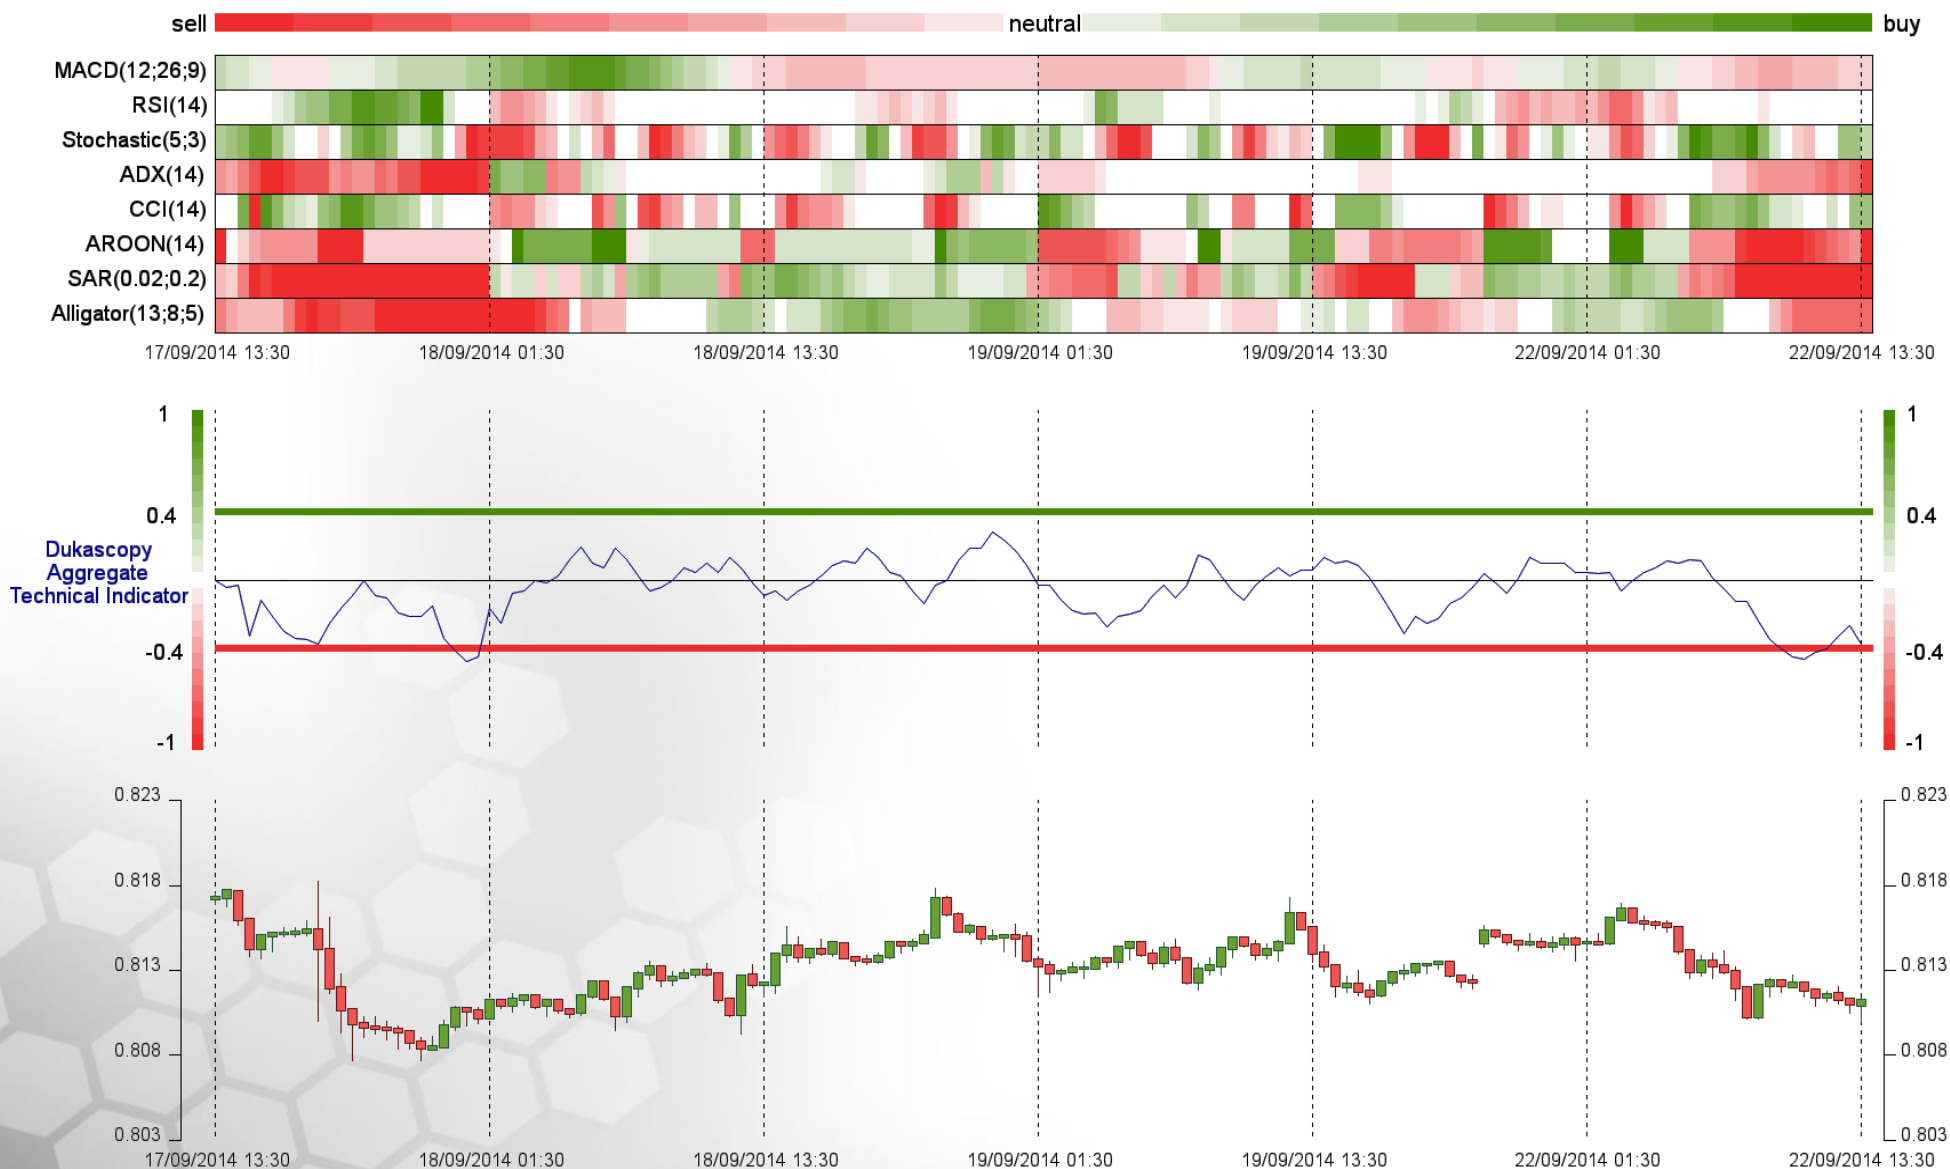 sell neutral buy
MACD(12;26;9)
RSI(14)
Stochastic(5;3)
ADX(14)
CCI(14)
AROON(14)
SAR(0.02;0.2)
Alligator(13;8;5)
17/09/2014 13:30 18/09/2014 01:30 18/09/2014 13:30 19/09/2014 01:30 19/09/2014 13:30 22/09/2014 01:30 22/09/2014 13:30
1 1
0.4 0.4
Dukascopy
Aggregate
Technical Indicator
-0.4 -0.4
-1 -1
0.823 0.823
0.818 0.818
0.813 0.813
0.808 0.808
0.803 0.803
17/09/2014 13:30 18/09/2014 01:30 18/09/2014 13:30 19/09/2014 01:30 19/09/2014 13:30 22/09/2014 01:30 22/09/2014 13:30